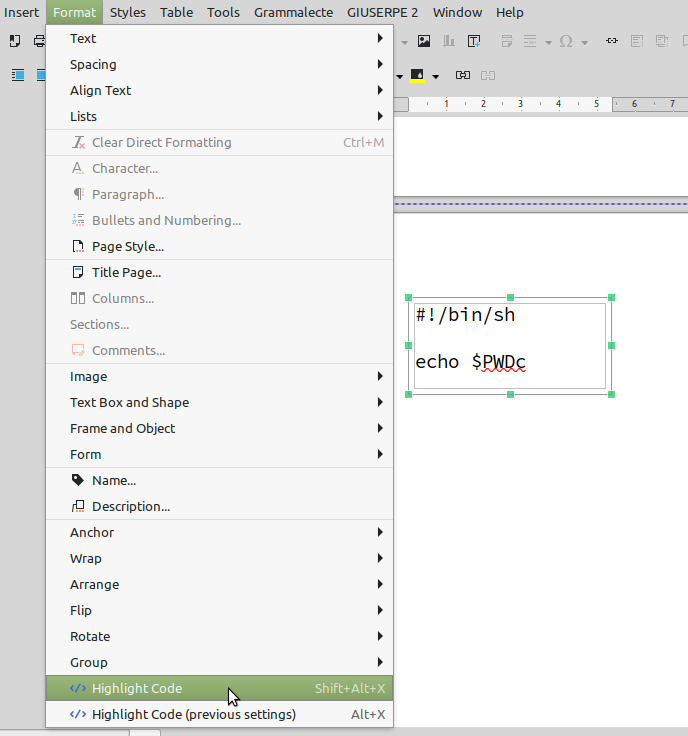 Insert Format Styles Table Tools Grammalecte GIUSERPE 2 Window Help
Text
Spacing
Align Text
Lists
Clear Direct Formatting Ctrl+M
Character...
Paragraph...
Bullets and Numbering...
Page Style...
Title Page...
Columns...
Sections...
Comments...
Image
Text Box and Shape
Frame and Object
Form
Name...
Description...
Anchor
Wrap
Arrange
Flip
Rotate
Group
Highlight Code Shift+Alt+X
Highlight Code (previous settings) Alt+X
1 2 3 4 5 6 7
#!/bin/sh
echo $PWDc